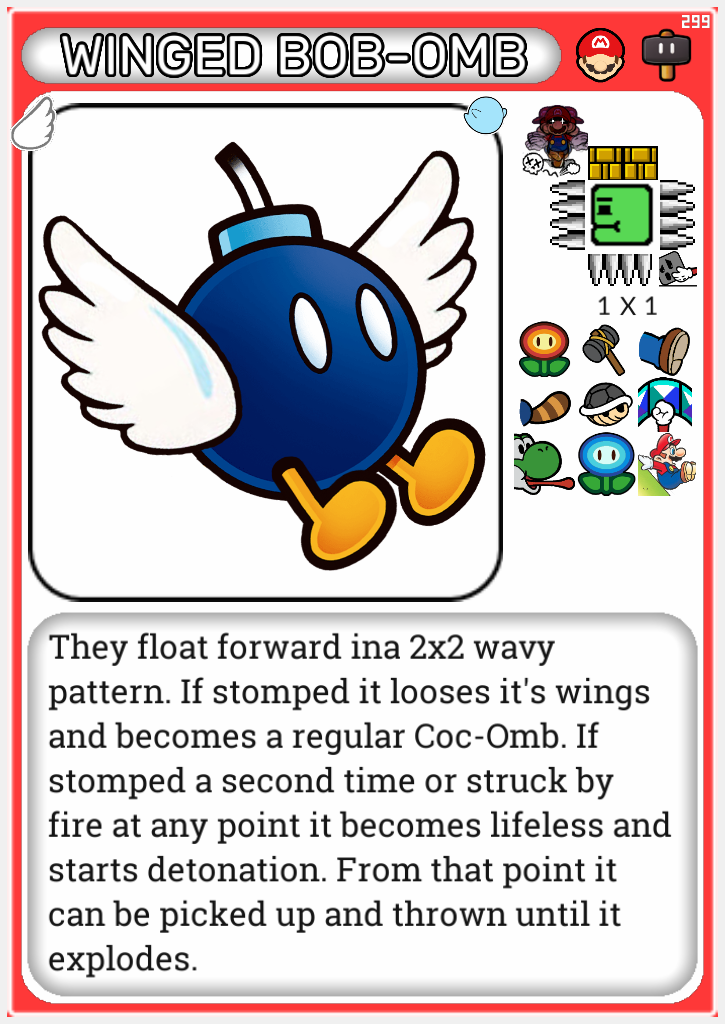 299
WINGED BOB-OMB
1 X 1
They float forward ina 2x2 wavy
pattern. If stomped it looses it's wings
and becomes a regular Coc-Omb. If
stomped a second time or struck by
fire at any point it becomes lifeless and
starts detonation. From that point it
can be picked up and thrown until it
explodes.